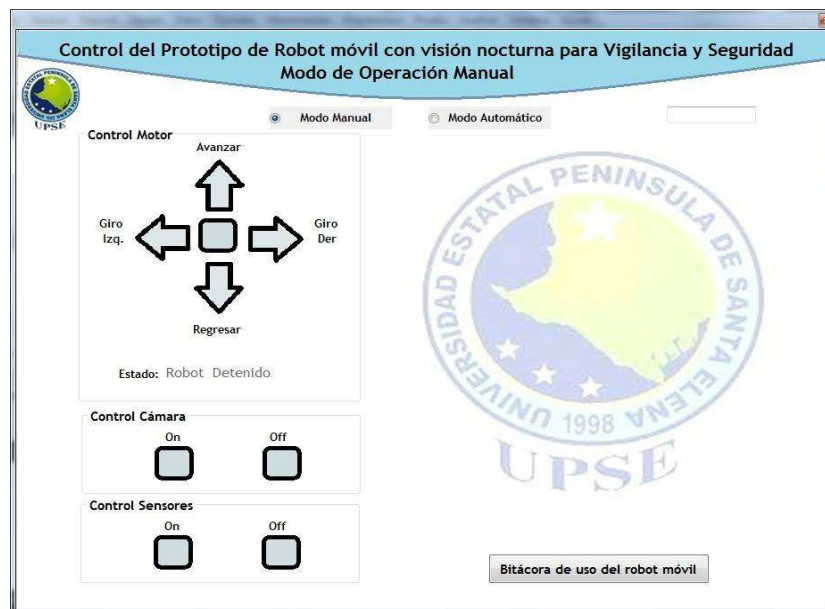 Control del Prototipo de Robot móvil con visión nocturna para Vigilancia y Seguridad
Modo de Operación Manual
UPSE
Modo Manual
Modo Automático
Control Motor
Avanzar
Giro
Izq.
Giro
Der
Regresar
Estado: Robot Detenido
Control Cámara
On
Off
Control Sensores
On
Off
UNIVERSIDAD ESTATAL PENINSULA DE SANTA ELENA
1998
UPSE
Bitácora de uso del robot móvil